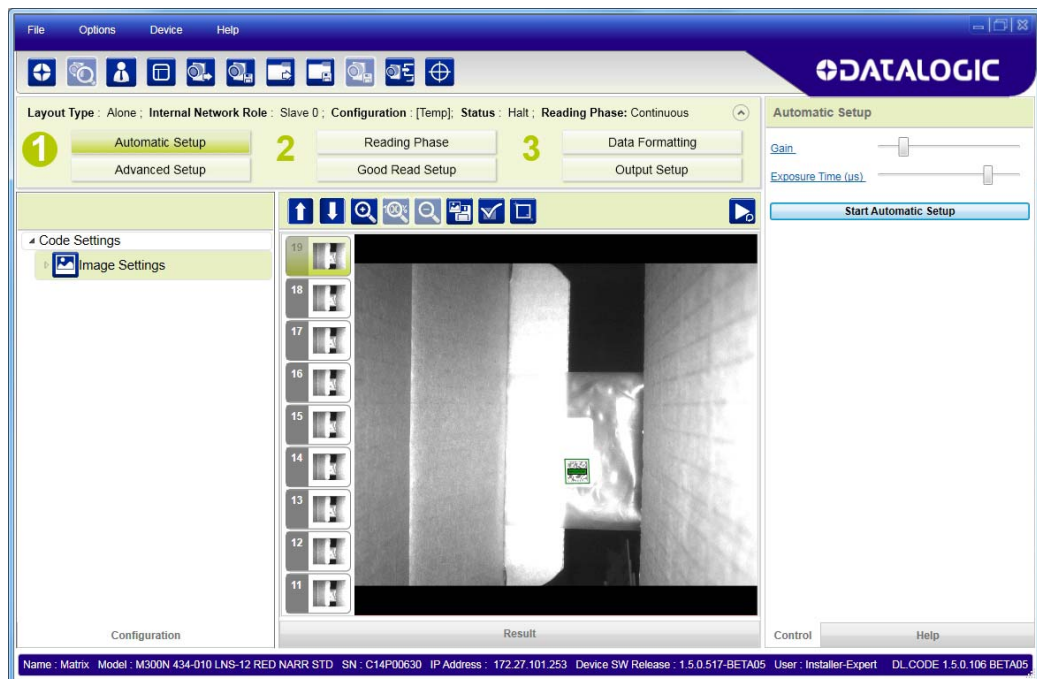 File Options Device Help
DATALOGIC
Layout Type : Alone ; Internal Network Role : Slave 0 ; Configuration : [Temp]; Status : Halt ; Reading Phase: Continuous
1 Automatic Setup 2 Reading Phase 3 Data Formatting
Advanced Setup Good Read Setup Output Setup
Automatic Setup
Gain
Exposure Time (us)
Start Automatic Setup
Code Settings
Image Settings
100%
19
18
17
16
15
14
13
12
11
Configuration Result Control Help
Name : Matrix Model : M300N 434-010 LNS-12 RED NARR STD SN : C14P00630 IP Address : 172.27.101.253 Device SW Release : 1.5.0.517-BETA05 User : Installer-Expert DL.CODE 1.5.0.106 BETA05